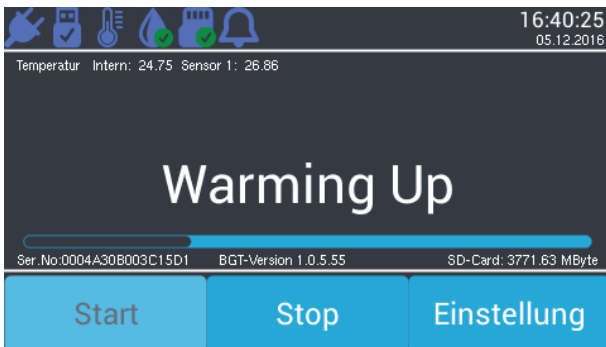 16:40:25
05.12.2016
Temperatur Intern: 24.75 Sensor 1: 26.86
Warming Up
Ser.No:0004A30B003C15D1 BGT-Version 1.0.5.55 SD-Card: 3771.63 MByte
Start Stop Einstellung